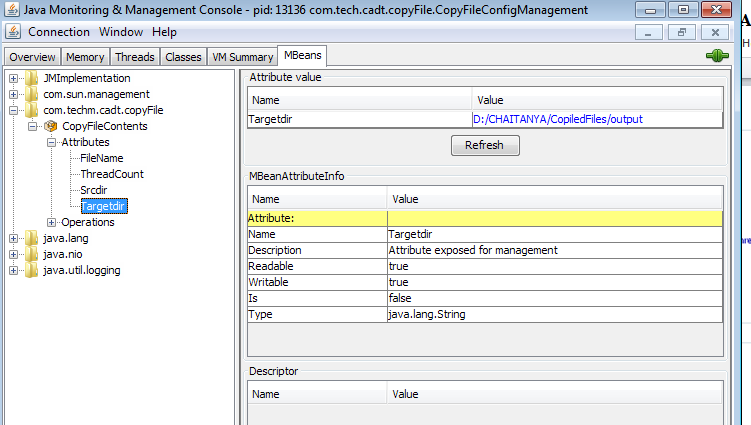 Java Monitoring & Management Console - pid: 13136 com.tech.cadt.copyFile.CopyFileConfigManagement
Connection Window Help
Overview Memory Threads Classes VM Summary MBeans
JMImplementation
com.sun.management
com.techm.cadt.copyFile
CopyFileContents
Attributes
FileName
ThreadCount
Srcdir
Targetdir
Operations
java.lang
java.nio
java.util.logging
Attribute value
Name Value
Targetdir D:/CHAITANYA/CopiledFiles/output
Refresh
MBeanAttributeInfo
Name Value
Attribute:
Name Targetdir
Description Attribute exposed for management
Readable true
Writable true
Is false
Type java.lang.String
Descriptor
Name Value
A
H